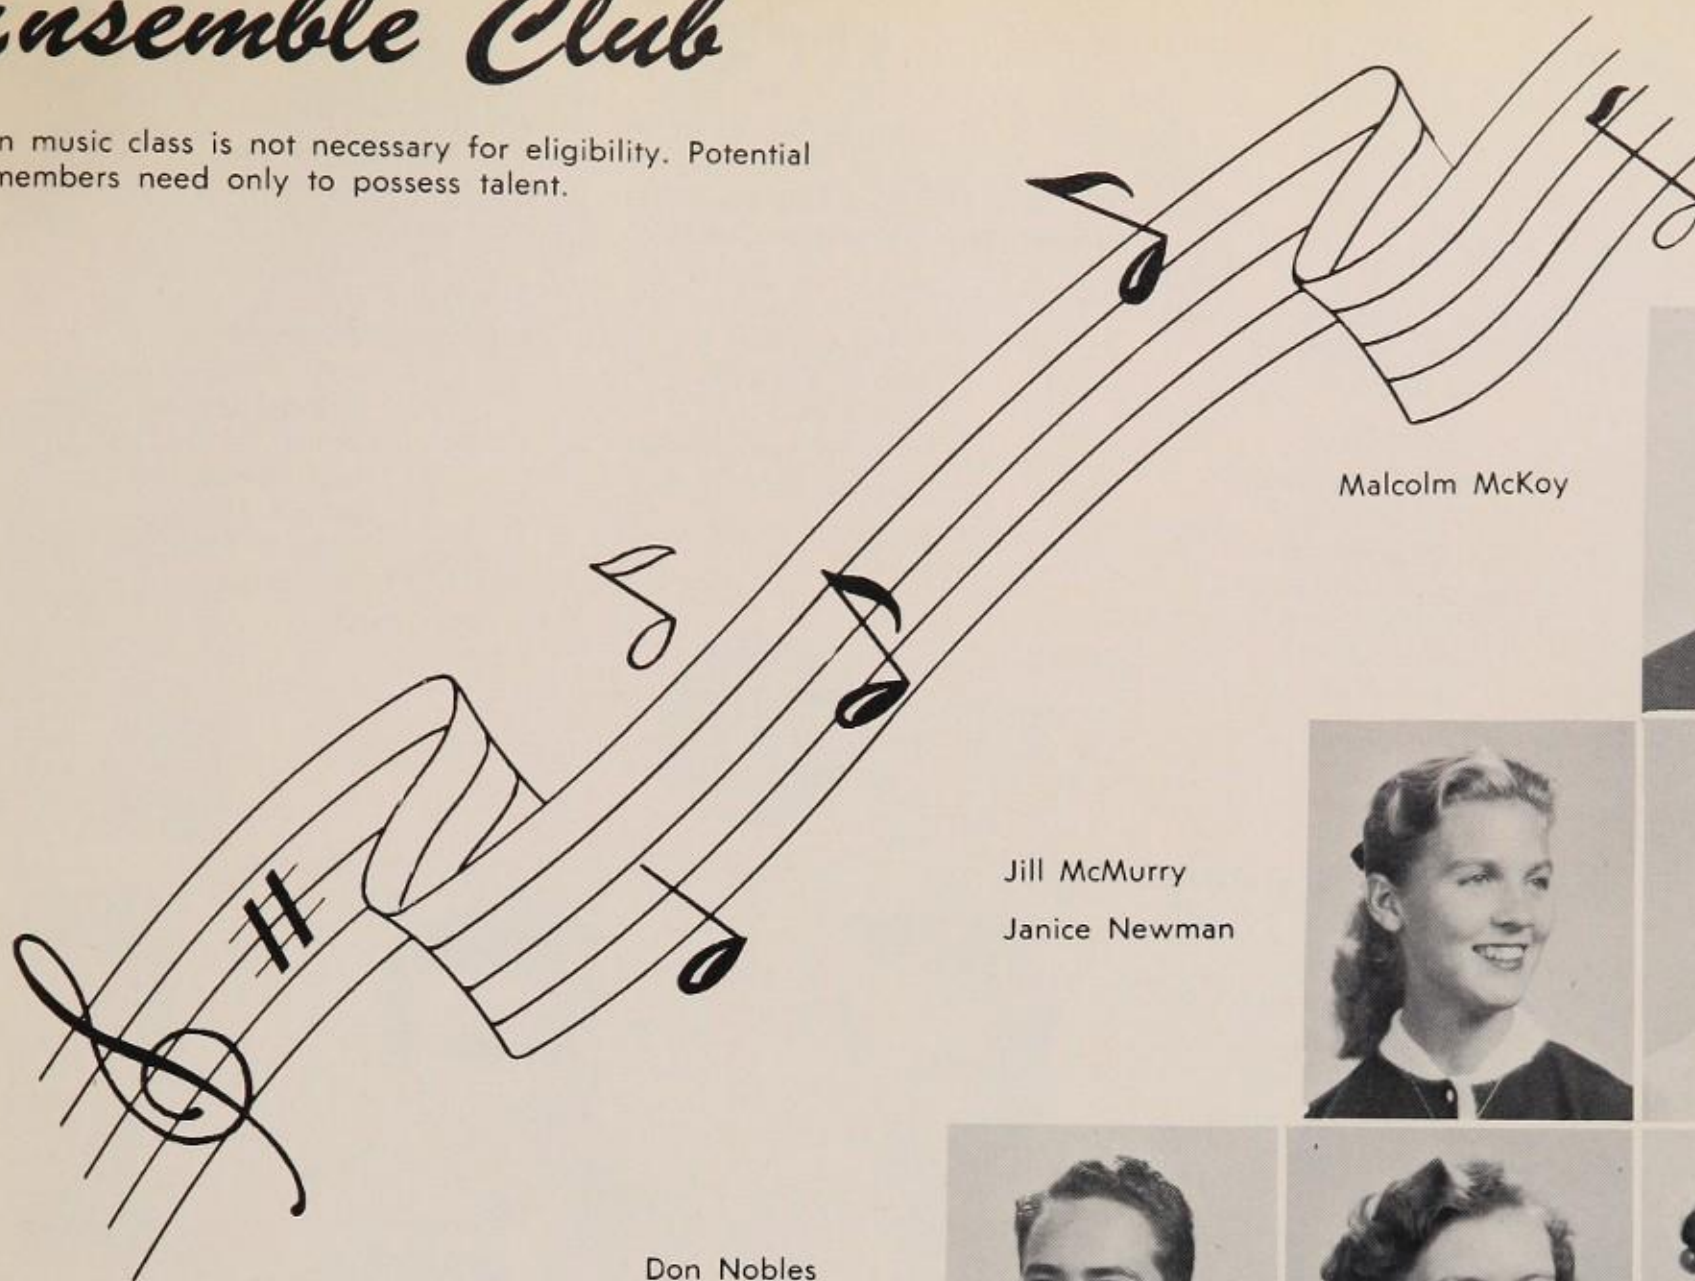 Ensemble Club
n music class is not necessary for eligibility. Potential
members need only to possess talent.
Malcolm McKoy
Jill McMurry
Janice Newman
Don Nobles